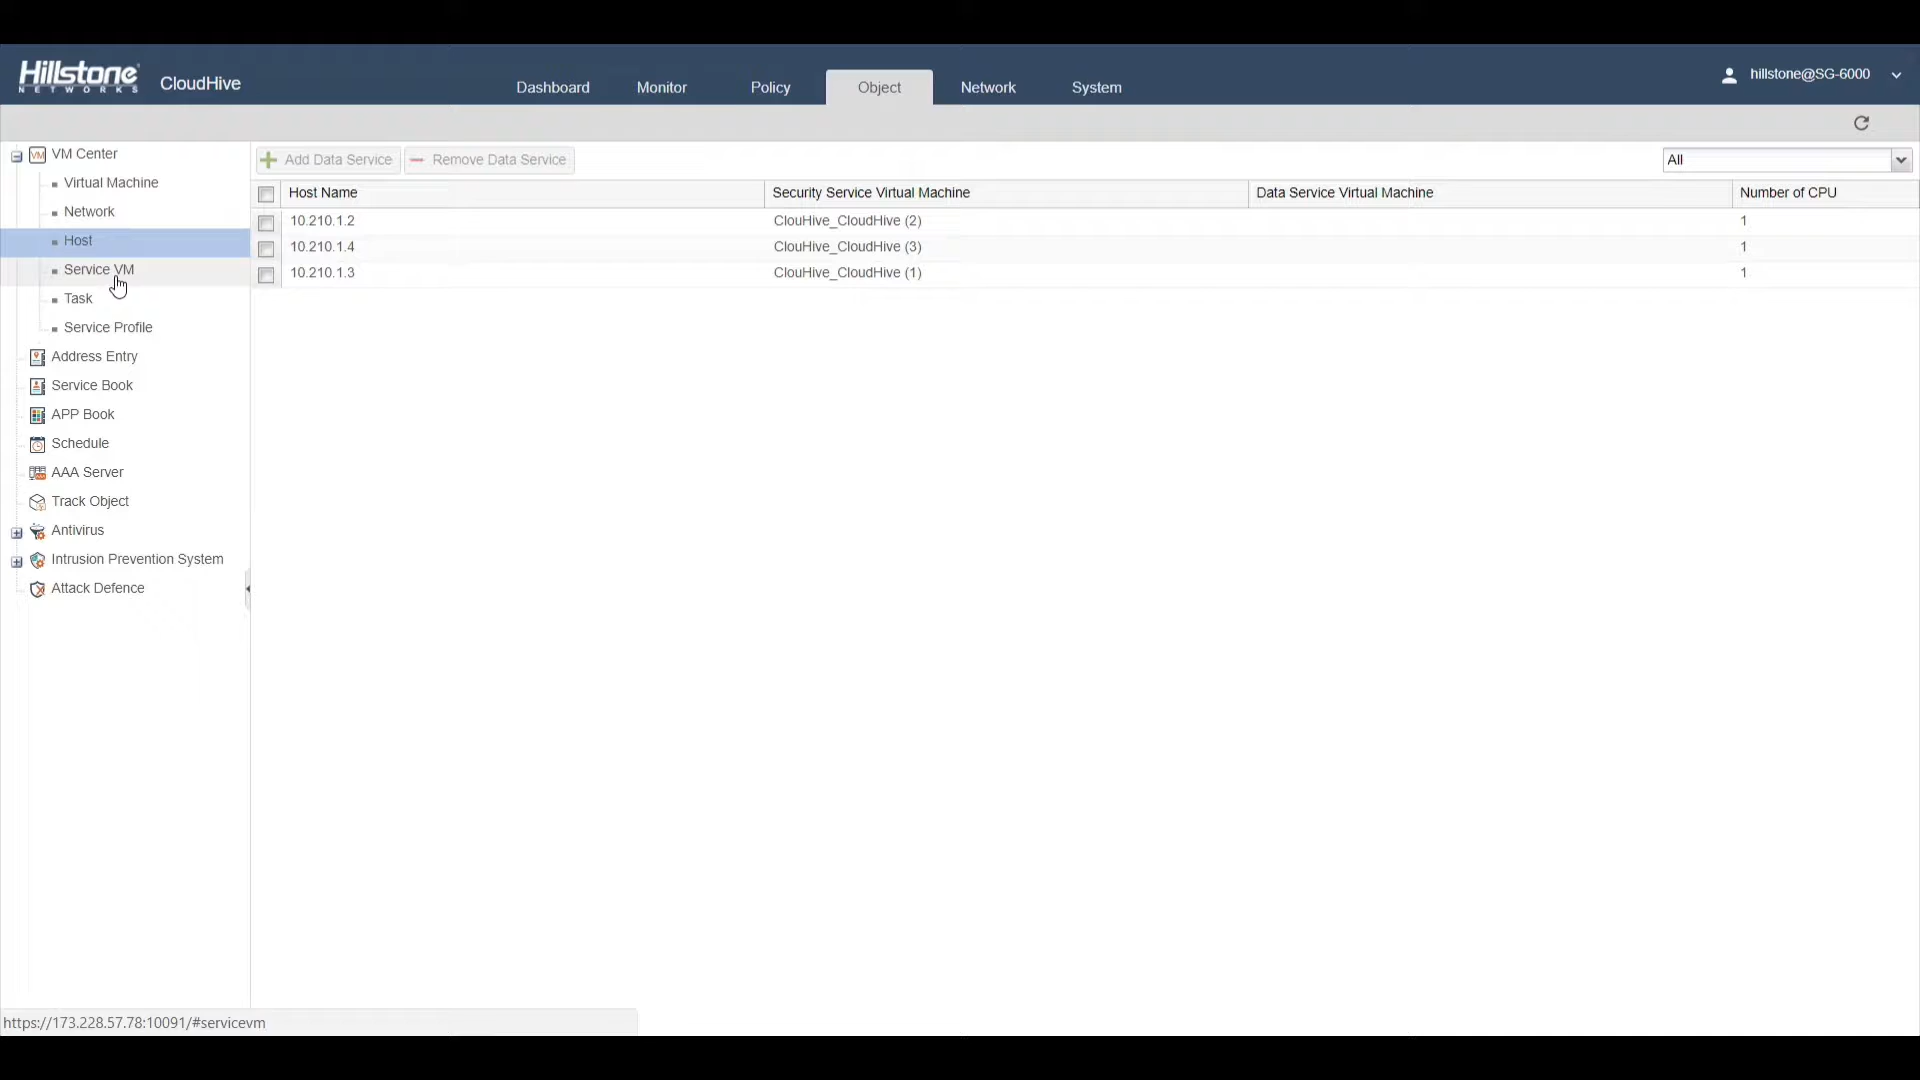 Hillstone
NETWORKS
CloudHive
Dashboard
Monitor
Policy
Object
Network
System
hillstone@SG-6000
VM VM Center
Virtual Machine
Network
Host
Service VM
Task
Service Profile
Address Entry
Service Book
APP Book
Schedule
AAA Server
Track Object
Antivirus
Intrusion Prevention System
Attack Defence
Add Data Service
Remove Data Service
All
Host Name Security Service Virtual Machine Data Service Virtual Machine Number of CPU
10.210.1.2 ClouHive_CloudHive (2) 1
10.210.1.4 ClouHive_CloudHive (3) 1
10.210.1.3 ClouHive_CloudHive (1) 1
https://173.228.57.78:10091/#servicevm